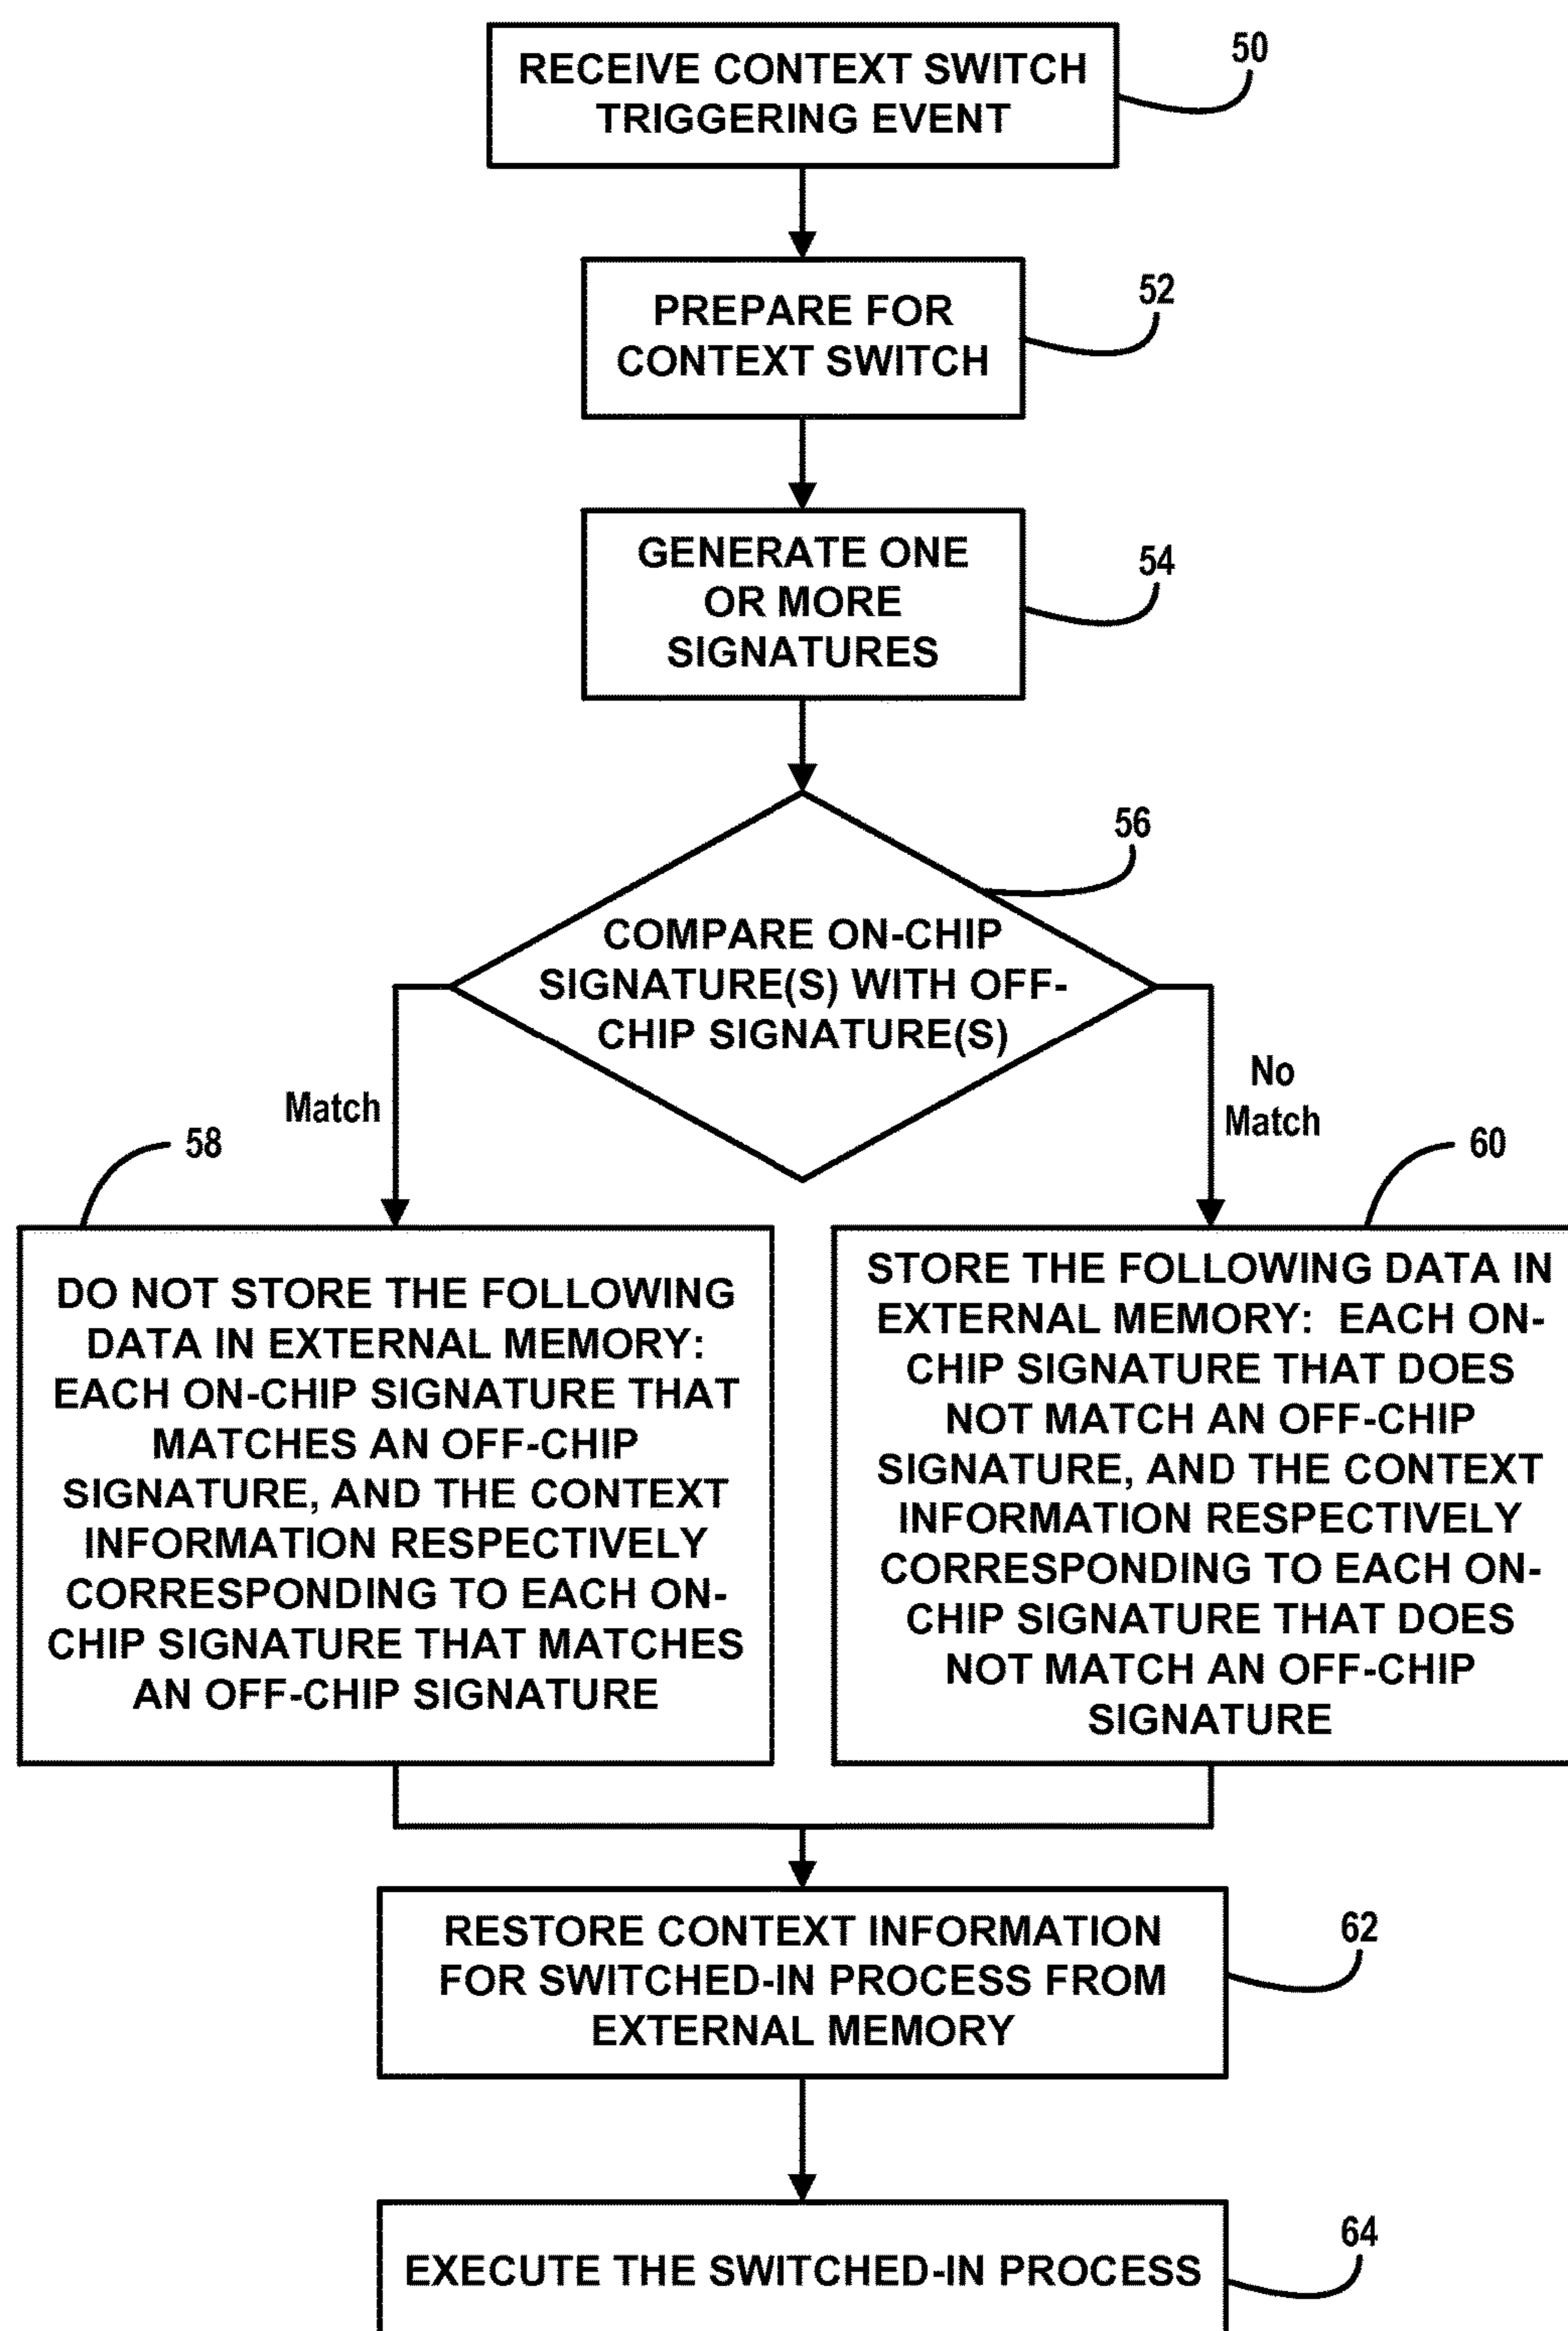 RECEIVE CONTEXT SWITCH
TRIGGERING EVENT
50
PREPARE FOR
CONTEXT SWITCH
52
GENERATE ONE
OR MORE
SIGNATURES
54
56
COMPARE ON-CHIP
SIGNATURE(S) WITH OFF-
CHIP SIGNATURE(S)
Match
No
Match
58
DO NOT STORE THE FOLLOWING
DATA IN EXTERNAL MEMORY:
EACH ON-CHIP SIGNATURE THAT
MATCHES AN OFF-CHIP
SIGNATURE, AND THE CONTEXT
INFORMATION RESPECTIVELY
CORRESPONDING TO EACH ON-
CHIP SIGNATURE THAT MATCHES
AN OFF-CHIP SIGNATURE
60
STORE THE FOLLOWING DATA IN
EXTERNAL MEMORY:  EACH ON-
CHIP SIGNATURE THAT DOES
NOT MATCH AN OFF-CHIP
SIGNATURE, AND THE CONTEXT
INFORMATION RESPECTIVELY
CORRESPONDING TO EACH ON-
CHIP SIGNATURE THAT DOES
NOT MATCH AN OFF-CHIP
SIGNATURE
RESTORE CONTEXT INFORMATION
FOR SWITCHED-IN PROCESS FROM
EXTERNAL MEMORY
62
EXECUTE THE SWITCHED-IN PROCESS
64